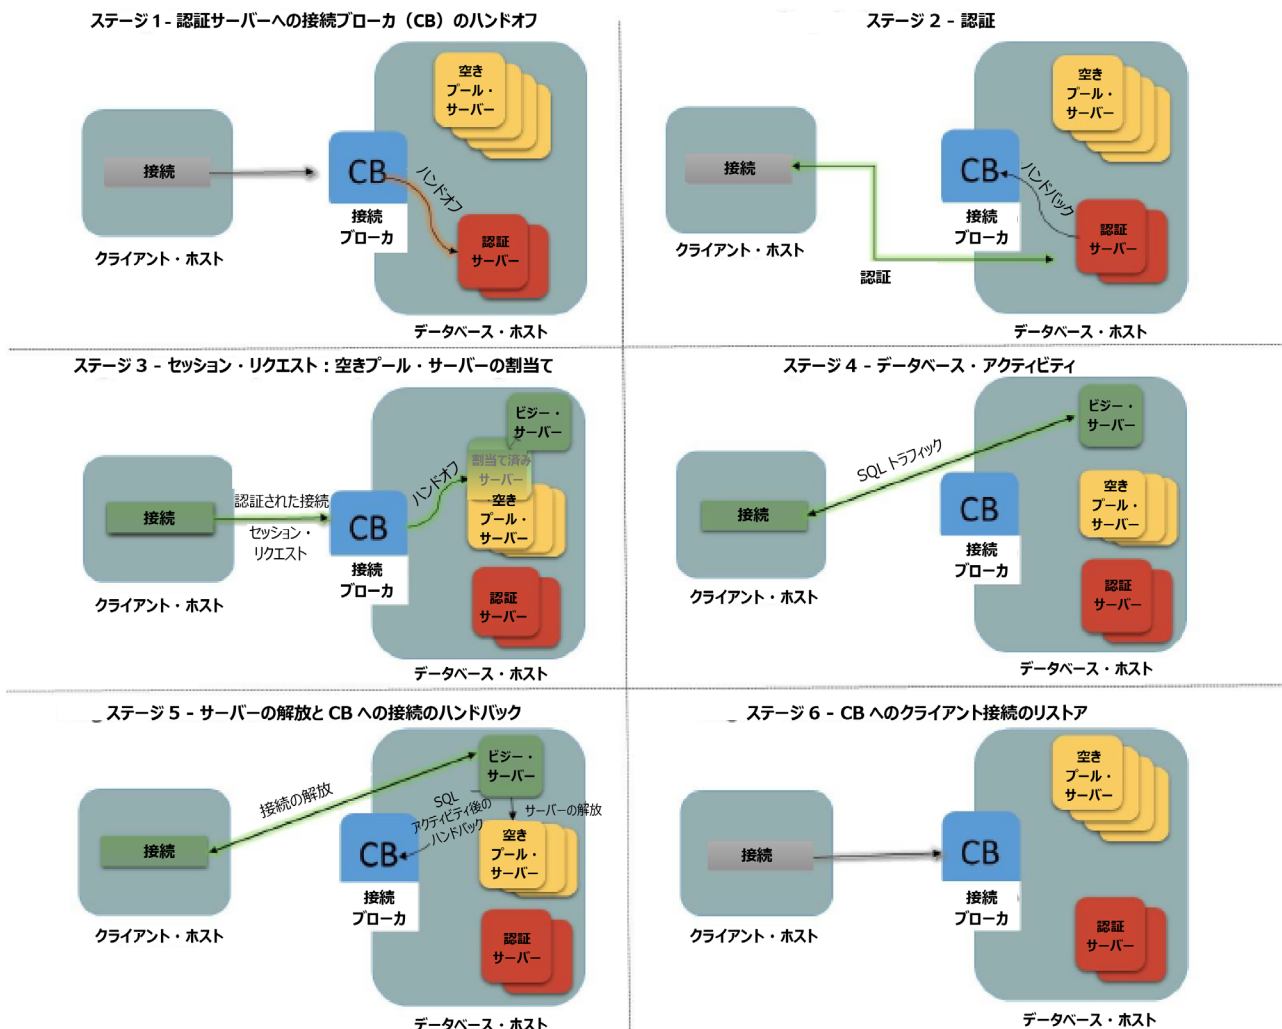 ステージ 1 - 認証サーバーへの接続ブローカ（CB）のハンドオフ
空き
プール・
サーバー
接続
CB
ハンドオフ
接続
ブローカ
認証
サーバー
クライアント・ホスト
データベース・ホスト
ステージ 2 - 認証
空き
プール・
サーバー
接続
CB
ハンドバック
接続
ブローカ
認証
サーバー
クライアント・ホスト
認証
データベース・ホスト
ステージ 3 - セッション・リクエスト：空きプール・サーバーの割当て
ビジー・
サーバー
割当て済み
サーバー
ハンドオフ
認証された接続
接続
CB
セッション・
リクエスト
空き
プール・
サーバー
接続
ブローカ
認証
サーバー
クライアント・ホスト
データベース・ホスト
ステージ 4 - データベース・アクティビティ
ビジー・
サーバー
SQL トラフィック
接続
CB
空き
プール・
サーバー
接続
ブローカ
認証
サーバー
クライアント・ホスト
データベース・ホスト
ステージ 5 - サーバーの解放と CB への接続のハンドバック
ビジー・
サーバー
接続の解放
SQL
アクティビティ後の
ハンドバック
サーバーの解放
接続
CB
空き
プール・
サーバー
接続
ブローカ
認証
サーバー
クライアント・ホスト
データベース・ホスト
ステージ 6 - CB へのクライアント接続のリストア
空き
プール・
サーバー
接続
CB
接続
ブローカ
認証
サーバー
クライアント・ホスト
データベース・ホスト